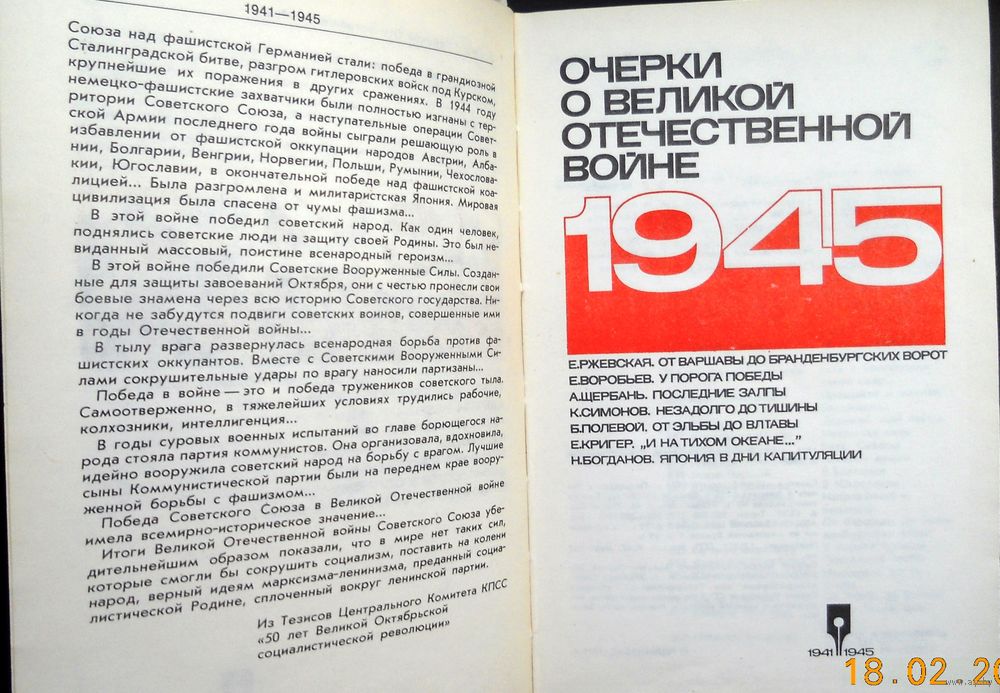 1941—1945
Союза над фашистской Германией стали: победа в грандиозной
Сталинградской битве, разгром гитлеровских войск под Курском,
крупнейшие их поражения в других сражениях. В 1944 году
немецко-фашистские захватчики были полностью изгнаны с тер-
ритории Советского Союза, а наступательные операции Совет-
ской Армии последнего года войны сыграли решающую роль в
избавлении от фашистской оккупации народов Австрии, Алба-
нии, Болгарии, Венгрии, Норвегии, Польши, Румынии, Чехослова-
кии, Югославии, в окончательной победе над фашистской коа-
лицией... Была разгромлена и милитаристская Япония. Мировая
цивилизация была спасена от чумы фашизма...
В этой войне победил советский народ. Как один человек,
поднялись советские люди на защиту своей Родины. Это был не-
виданный массовый, поистине всенародный героизм...
В этой войне победили Советские Вооруженные Силы. Создан-
ные для защиты завоеваний Октября, они с честью пронесли свои
боевые знамена через всю историю Советского государства. Ни-
когда не забудутся подвиги советских воинов, совершенные ими
в годы Отечественной войны...
В тылу врага развернулась всенародная борьба против фа-
шистских оккупантов. Вместе с Советскими Вооруженными Си-
лами сокрушительные удары по врагу наносили партизаны...
Победа в войне — это и победа тружеников советского тыла.
Самоотверженно, в тяжелейших условиях трудились рабочие,
колхозники, интеллигенция...
В годы суровых военных испытаний во главе борющегося на-
рода стояла партия коммунистов. Она организовала, вдохновила,
идейно вооружила советский народ на борьбу с врагом. Лучшие
сыны Коммунистической партии были на переднем крае воору-
женной борьбы с фашизмом...
Победа Советского Союза в Великой Отечественной войне
имела всемирно-историческое значение...
Итоги Великой Отечественной войны Советского Союза убе-
дительнейшим образом показали, что в мире нет таких сил,
которые смогли бы сокрушить социализм, поставить на колени
народ, верный идеям марксизма-ленинизма, преданный социа-
листической Родине, сплоченный вокруг ленинской партии.
Из Тезисов Центрального Комитета КПСС
«50 лет Великой Октябрьской
социалистической революции»
ОЧЕРКИ
О ВЕЛИКОЙ
ОТЕЧЕСТВЕННОЙ
ВОЙНЕ
1945
Е.РЖЕВСКАЯ. ОТ ВАРШАВЫ ДО БРАНДЕНБУРГСКИХ ВОРОТ
Е.ВОРОБЬЕВ. У ПОРОГА ПОБЕДЫ
А.ЩЕРБАНЬ. ПОСЛЕДНИЕ ЗАЛПЫ
К.СИМОНОВ. НЕЗАДОЛГО ДО ТИШИНЫ
Б.ПОЛЕВОЙ. ОТ ЭЛЬБЫ ДО ВЛТАВЫ
Е.КРИГЕР. „И НА ТИХОМ ОКЕАНЕ..."
Н.БОГДАНОВ. ЯПОНИЯ В ДНИ КАПИТУЛЯЦИИ
1941 1945
18.02.20